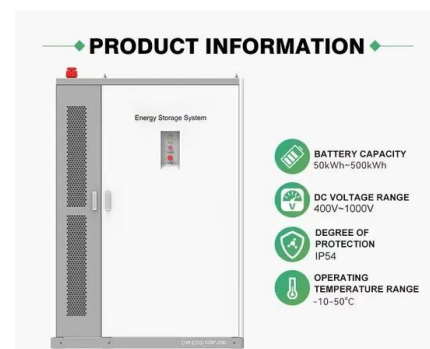 PRODUCT INFORMATION
Energy Storage System
BATTERY CAPACITY
50kWh~500kWh
DC VOLTAGE RANGE
400V~1000V
V
DEGREE OF
PROTECTION
IP54
OPERATING
TEMPERATURE RANGE
-10-50°C